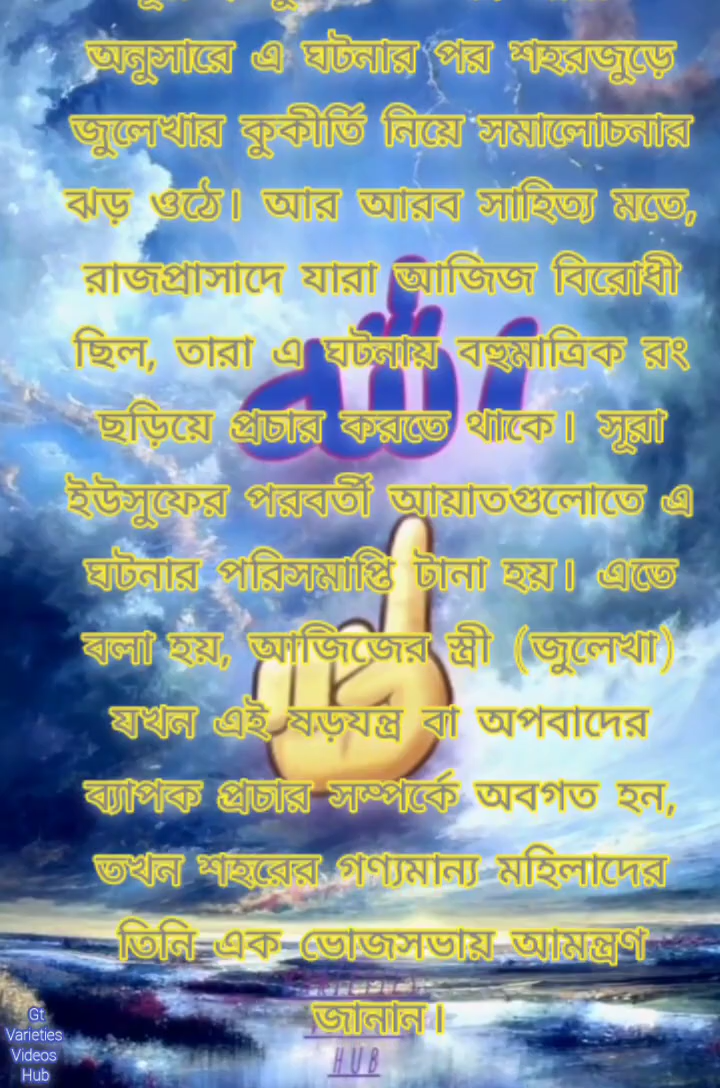 অনুসারে এ ঘটনার পর শহরজুড়ে
জুলেখার কুকীর্তি নিয়ে সমালোচনার
ঝড় ওঠে। আর আরব সাহিত্য মতে,
রাজপ্রাসাদে যারা আজিজ বিরোধী
ছিল, তারা এ ঘটনায় বহুমাত্রিক রং
ছড়িয়ে প্রচার করতে থাকে। সূরা
ইউসুফের পরবর্তী আয়াতগুলোতে এ
ঘটনার পরিসমাপ্তি টানা হয়। এতে
বলা হয়, আজিজের স্ত্রী (জুলেখা)
যখন এই ষড়যন্ত্র বা অপবাদের
ব্যাপক প্রচার সম্পর্কে অবগত হন,
তখন শহরের গণ্যমান্য মহিলাদের
তিনি এক ভোজসভায় আমন্ত্রণ
জানান।
HUB
Gt
Varieties
Videos
Hub